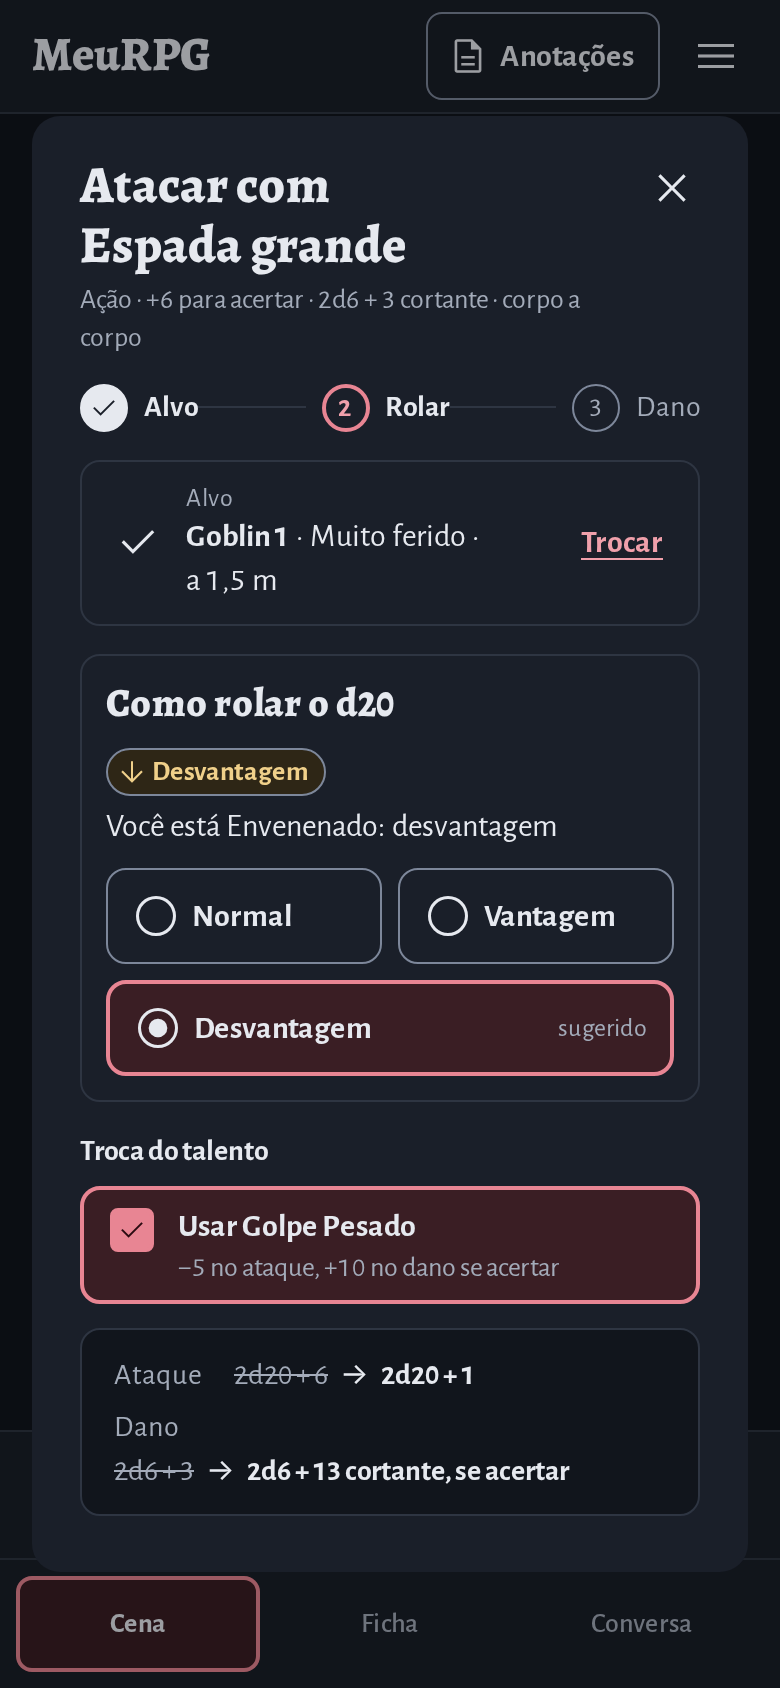 MeuRPG
Anotações
Atacar com
Espada grande
Ação · +6 para acertar · 2d6 + 3 cortante · corpo a
corpo
Alvo
2 Rolar
3 Dano
Alvo
Goblin 1 · Muito ferido ·
a 1,5 m
Trocar
Como rolar o d20
↓ Desvantagem
Você está Envenenado: desvantagem
Normal
Vantagem
Desvantagem sugerido
Troca do talento
Usar Golpe Pesado
−5 no ataque, +10 no dano se acertar
Ataque 2d20 + 6 → 2d20 + 1
Dano
2d6 + 3 → 2d6 + 13 cortante, se acertar
Cena Ficha Conversa